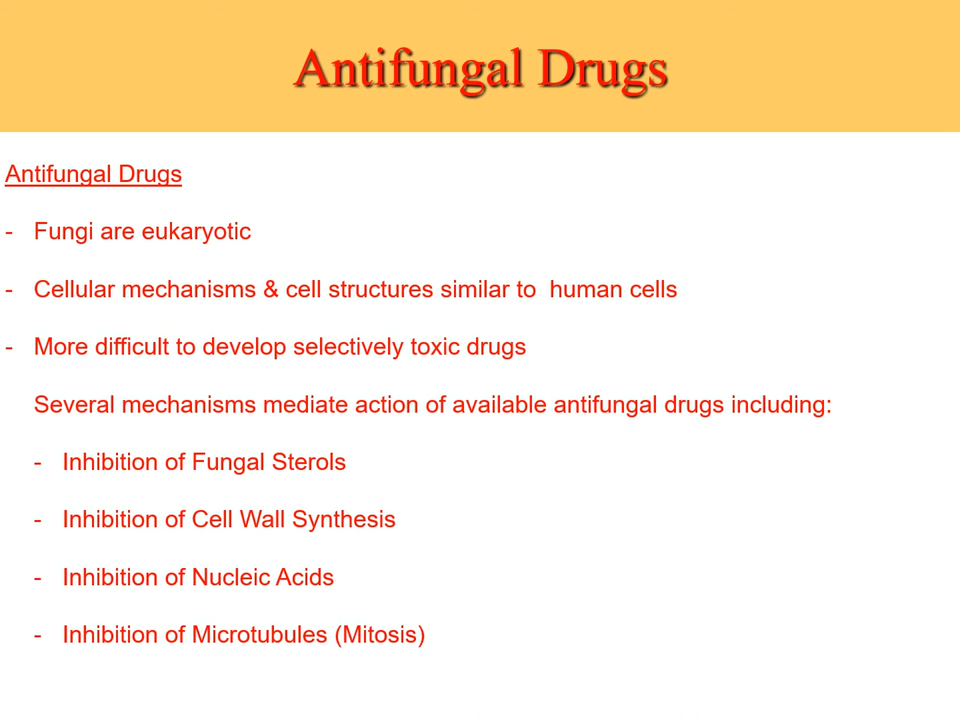 Antifungal Drugs
Antifungal Drugs
- Fungi are eukaryotic
- Cellular mechanisms & cell structures similar to  human cells
- More difficult to develop selectively toxic drugs
Several mechanisms mediate action of available antifungal drugs including:
- Inhibition of Fungal Sterols
- Inhibition of Cell Wall Synthesis
- Inhibition of Nucleic Acids
- Inhibition of Microtubules (Mitosis)